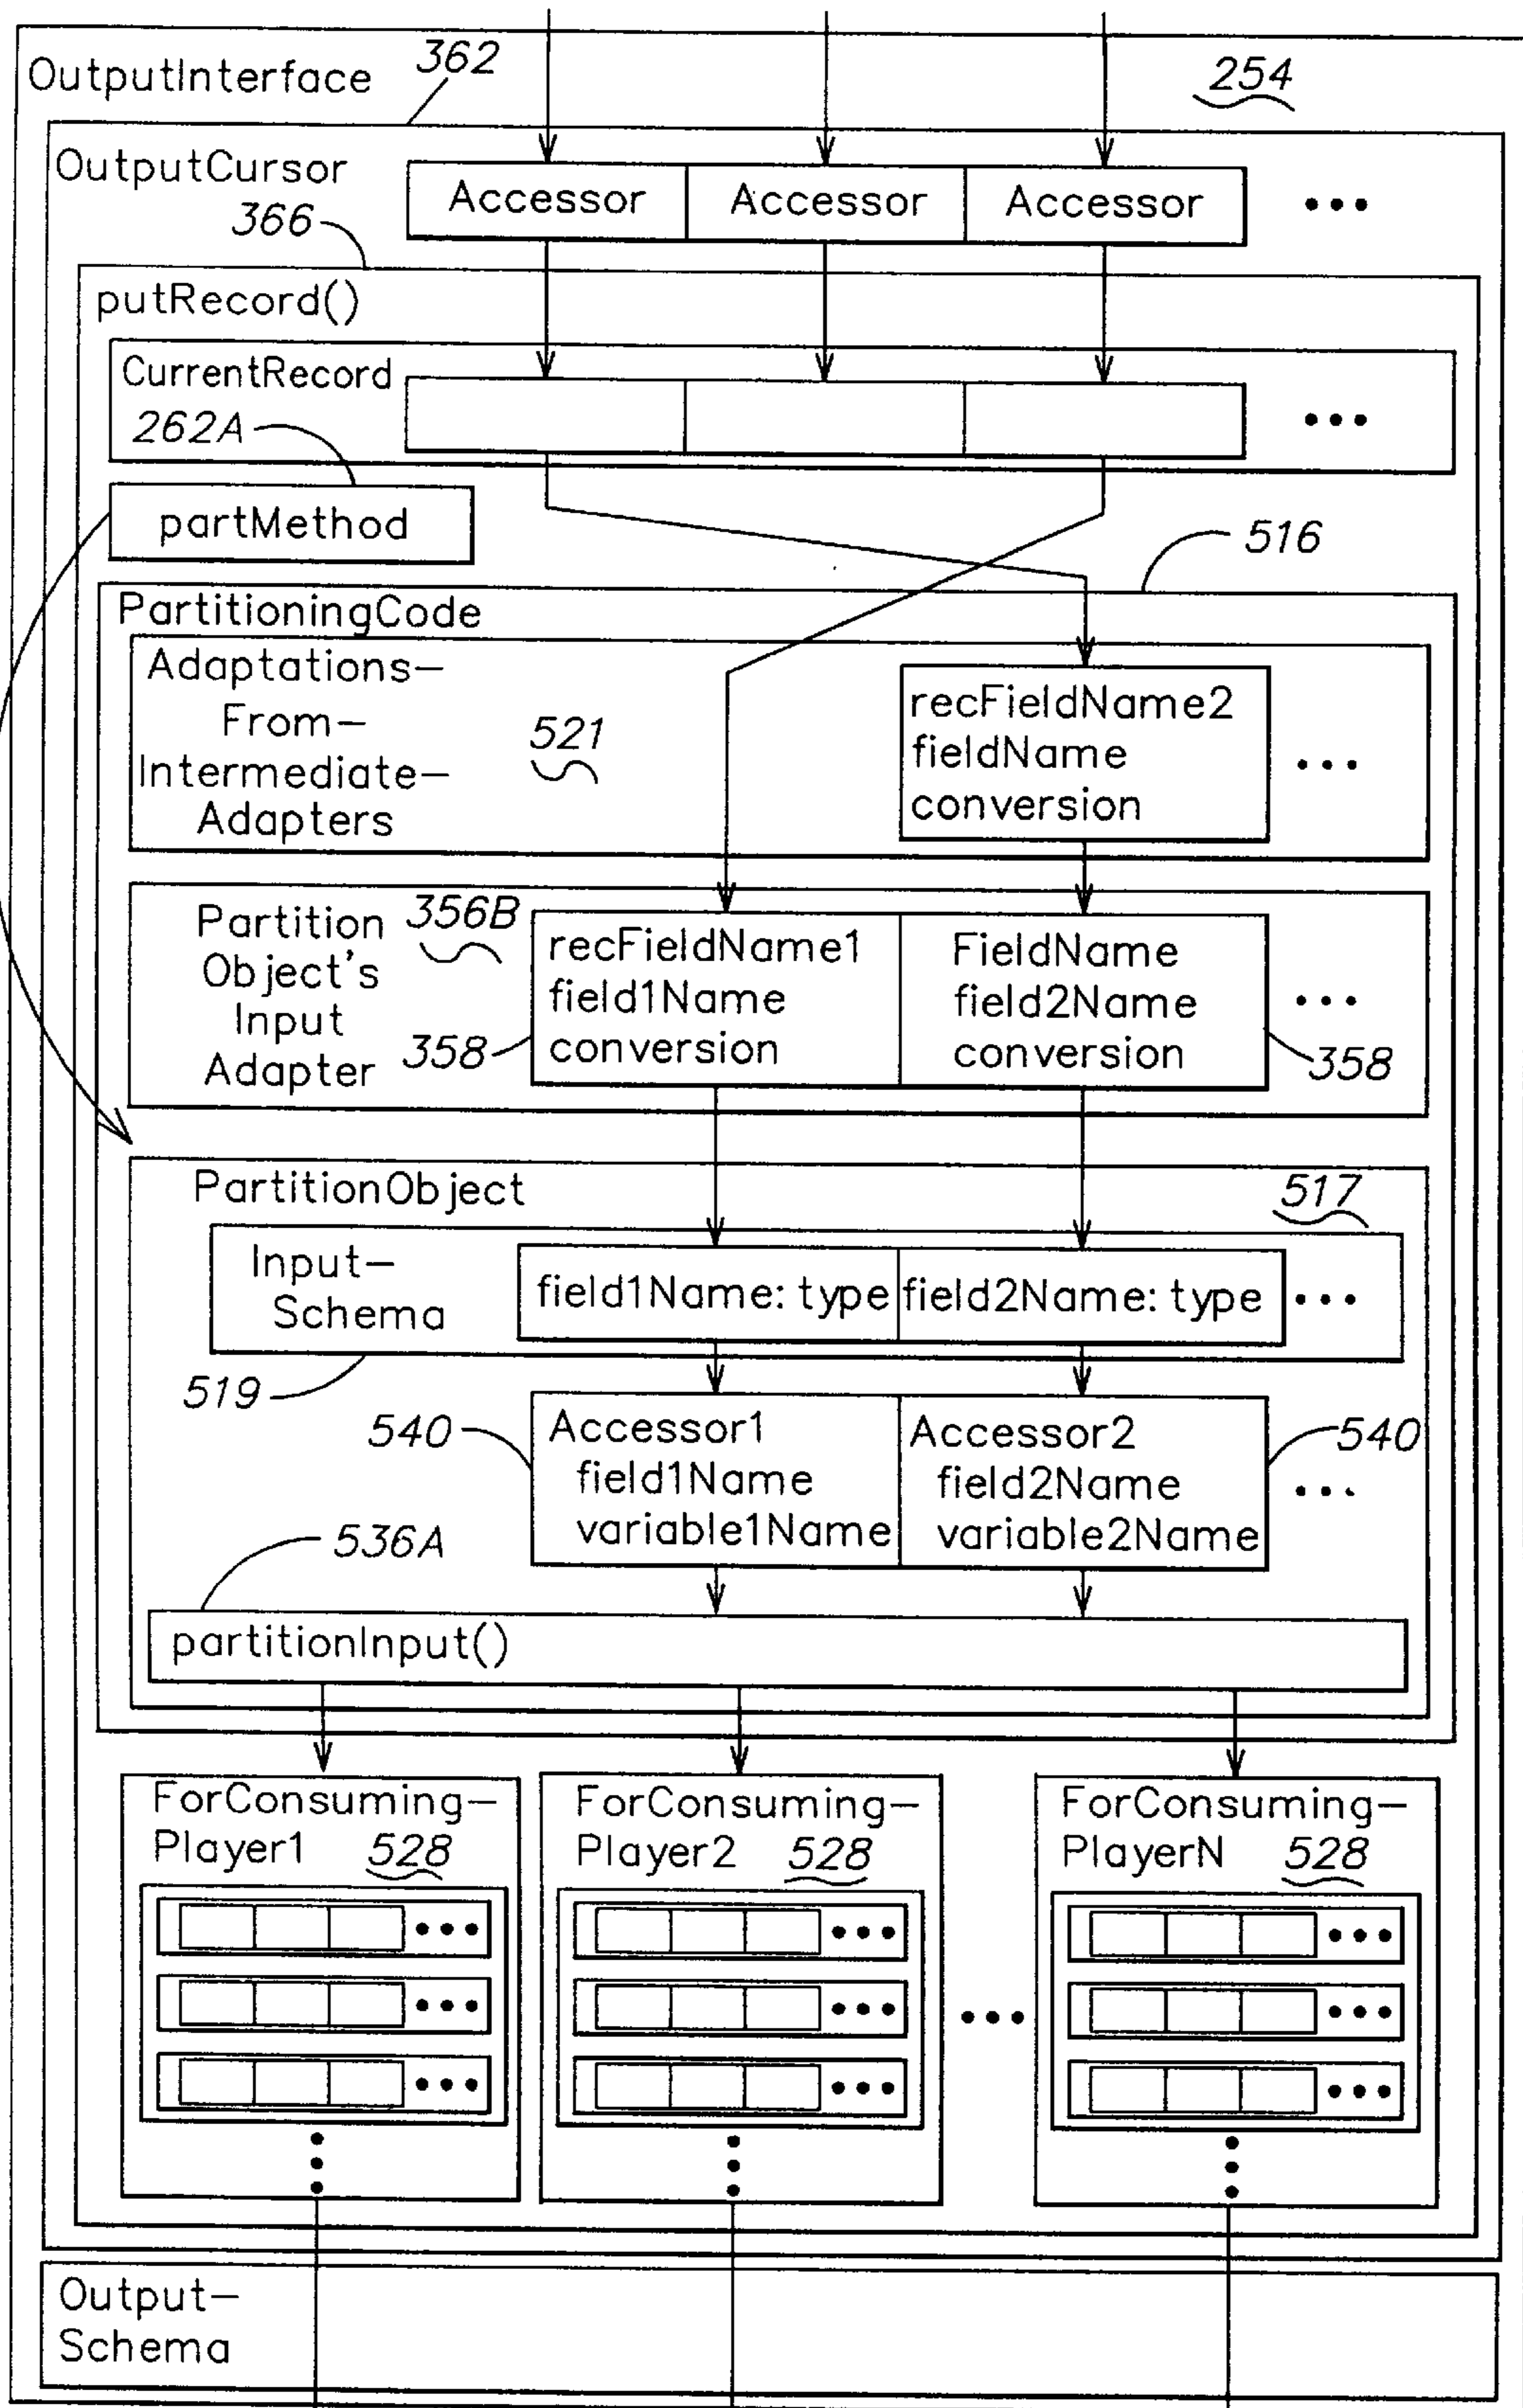 OutputInterface
362
254
OutputCursor
Accessor
Accessor
Accessor
•••
366
putRecord()
CurrentRecord
262A
•••
partMethod
516
PartitioningCode
Adaptations–
From–
Intermediate–
Adapters
521
recFieldName2
fieldName
conversion
•••
Partition
Object's
Input
Adapter
356B
358
recFieldName1
field1Name
conversion
FieldName
field2Name
conversion
•••
358
PartitionObject
517
Input–
Schema
field1Name: type
field2Name: type
•••
519
540
Accessor1
field1Name
variable1Name
Accessor2
field2Name
variable2Name
540
•••
536A
partitionInput()
ForConsuming–
Player1
528
•••
•••
•••
ForConsuming–
Player2
528
•••
•••
•••
•••
ForConsuming–
PlayerN
528
•••
•••
•••
Output–
Schema